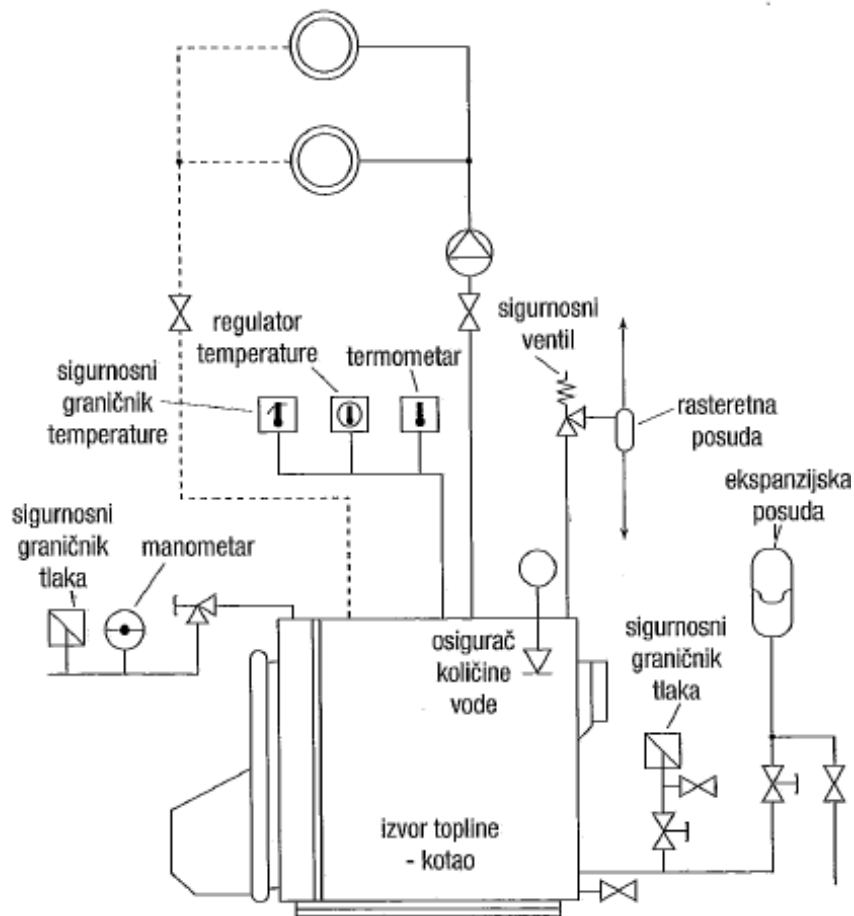 regulator
temperature
termometar
sigurnosni
ventil
sigurnosni
graničnik
temperature
rasteretna
posuda
ekspanzijska
posuda
sigurnosni
graničnik
tlaka
manometar
osigurač
količine
vode
sigurnosni
graničnik
tlaka
izvor topline
- kotao